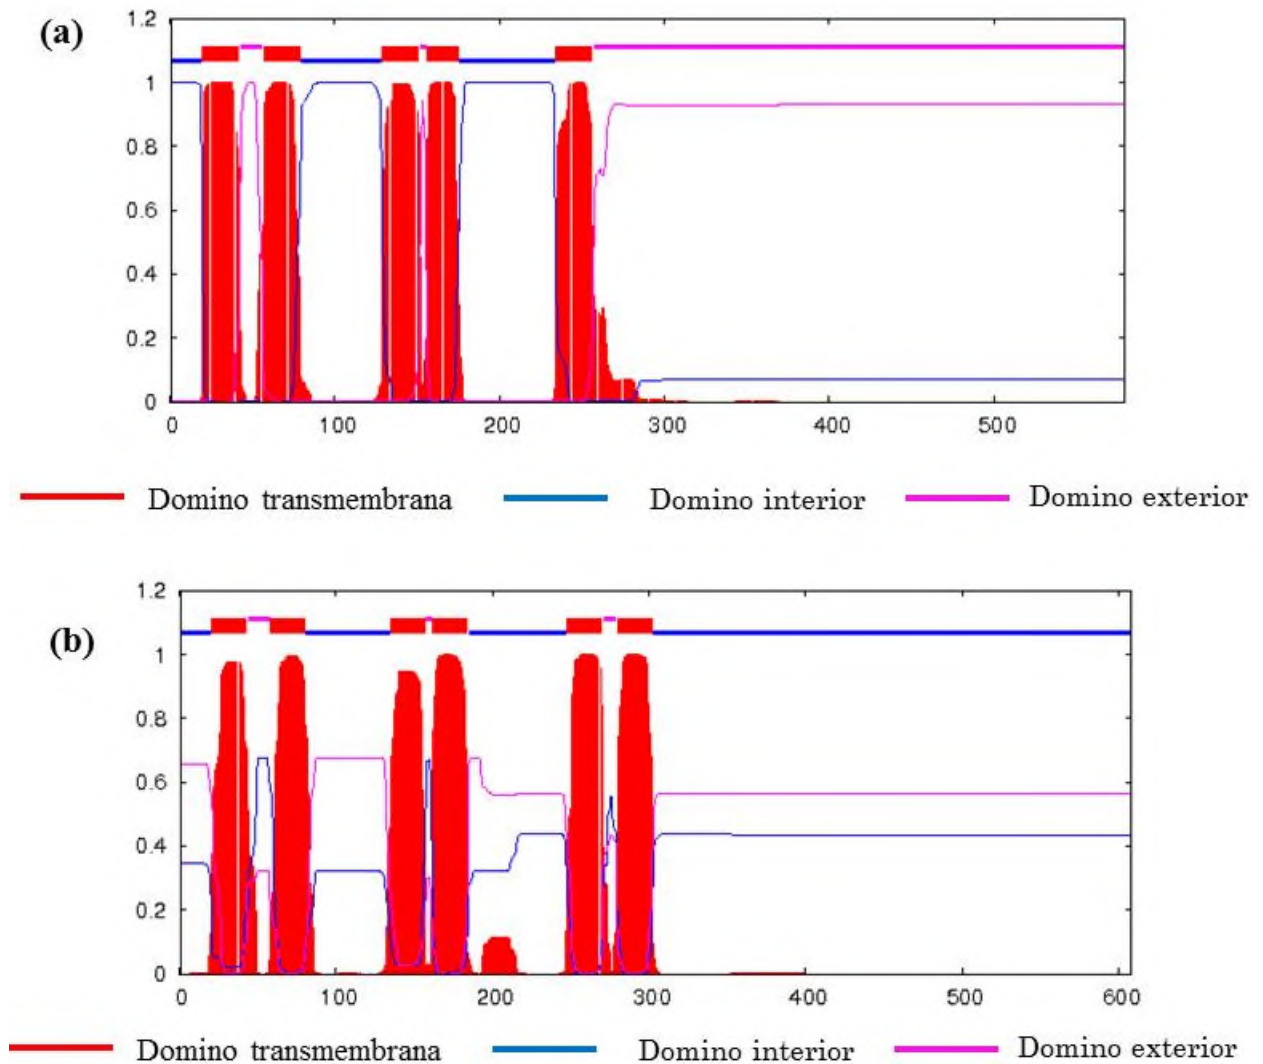 (a)
1.2
1
0.8
0.6
0.4
0.2
0
0 100 200 300 400 500
Domino transmembrana Domino interior Domino exterior
(b)
1.2
1
0.8
0.6
0.4
0.2
0
0 100 200 300 400 500 600
Domino transmembrana Domino interior Domino exterior